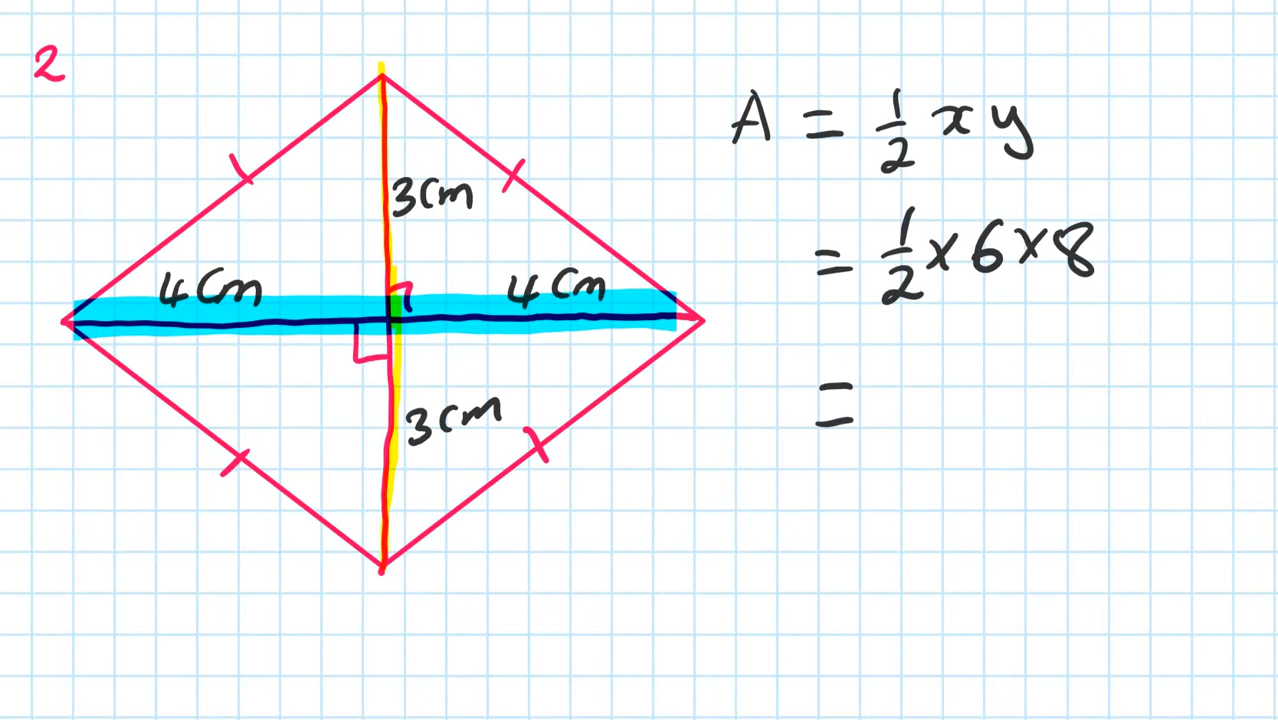 2
3cm
4cm
4cm
3cm
A = 1/2 x y
= 1/2 × 6 × 8
=